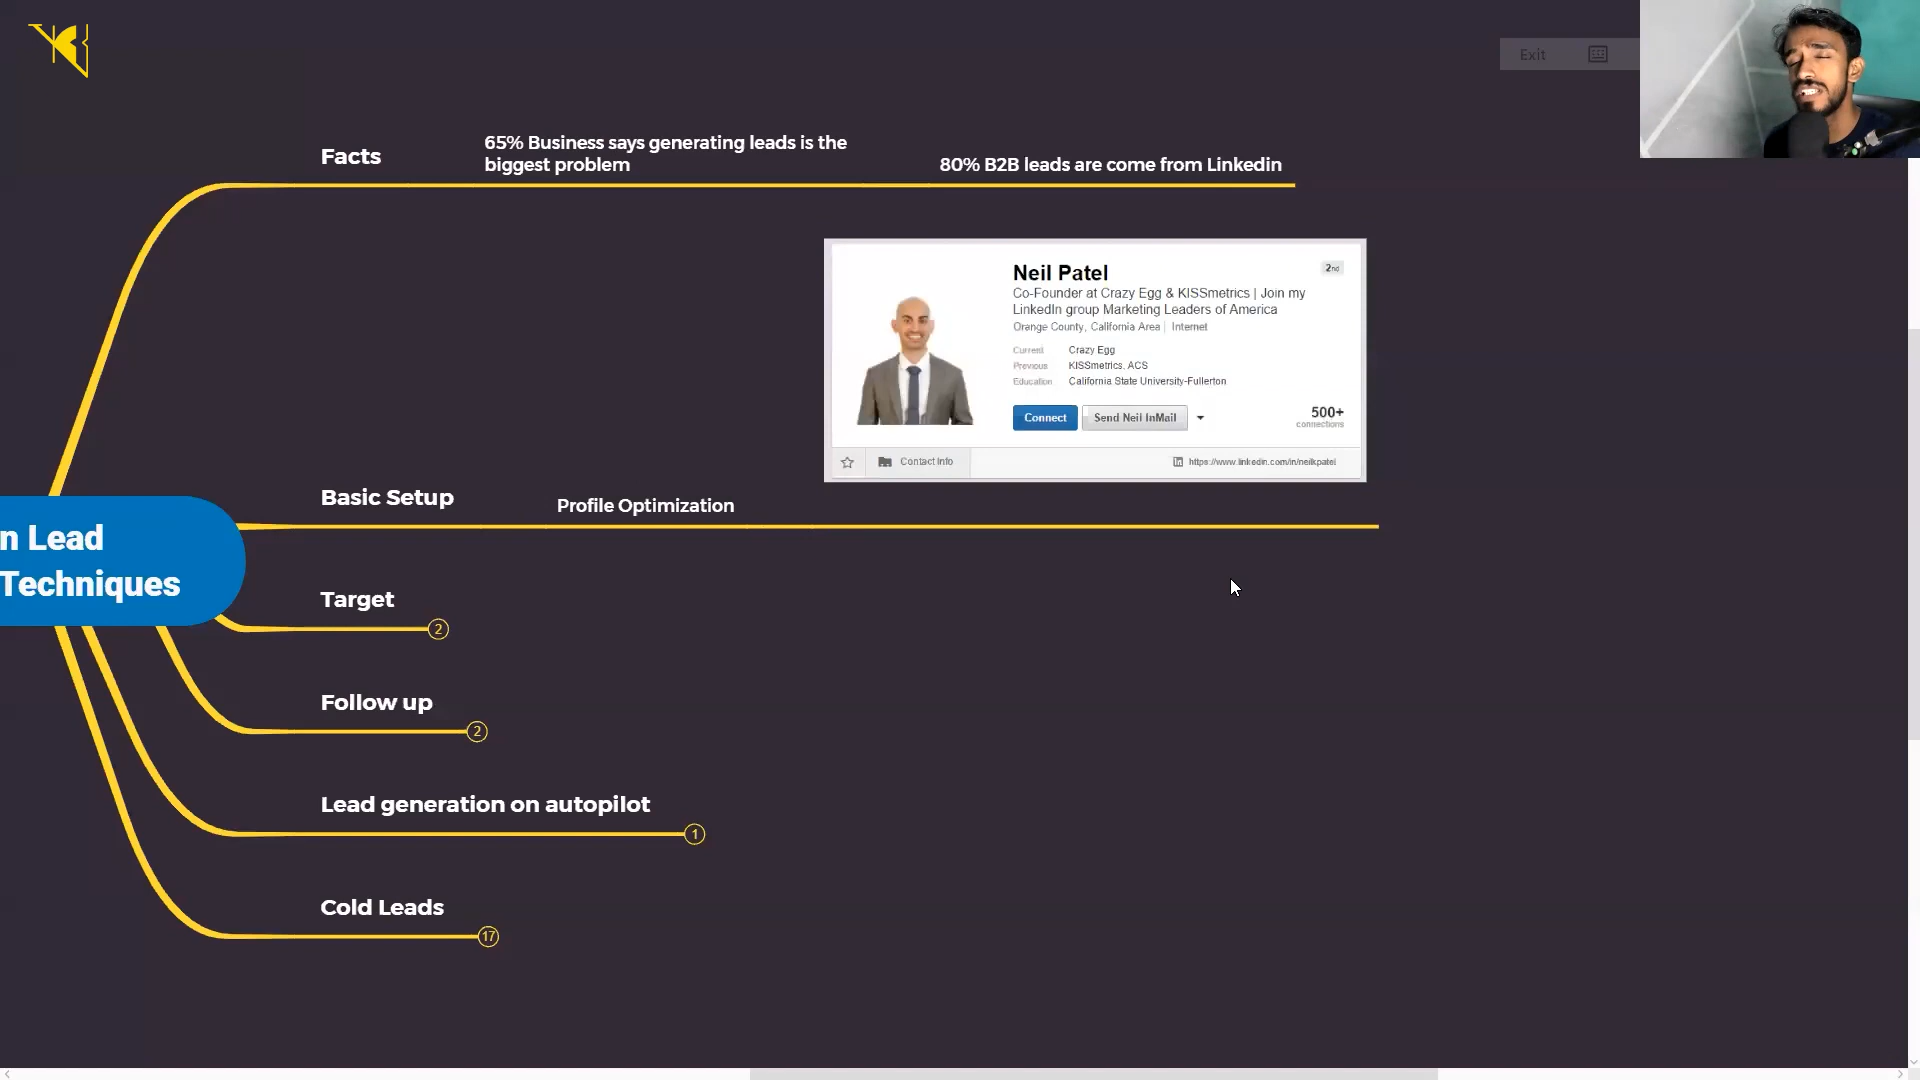 Exit
Facts
65% Business says generating leads is the
biggest problem
80% B2B leads are come from Linkedin
Neil Patel
2nd
Co-Founder at Crazy Egg & KISSmetrics | Join my
LinkedIn group Marketing Leaders of America
Orange County, California Area | Internet
Current Crazy Egg
Previous KISSmetrics, ACS
Education California State University-Fullerton
Connect
Send Neil InMail
500+
connections
Contact Info
https://www.linkedin.com/in/neilkpatel
Basic Setup
Profile Optimization
n Lead
Techniques
Target
2
Follow up
2
Lead generation on autopilot
1
Cold Leads
17